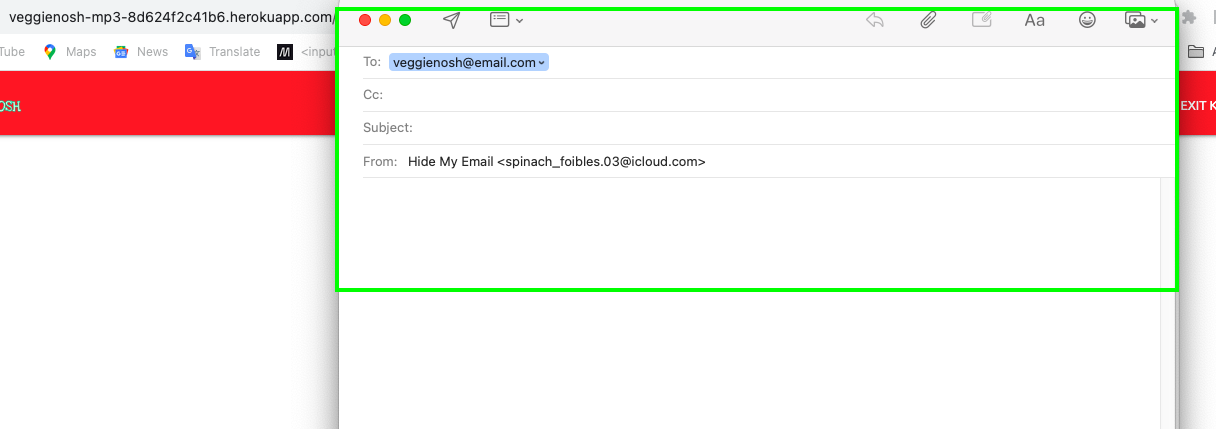 veggienosh-mp3-8d624f2c41b6.herokuapp.com/
Tube Maps News Translate M <input
OSH
EXIT K
Aa
To: veggienosh@email.com
Cc:
Subject:
From: Hide My Email <spinach_foibles.03@icloud.com>